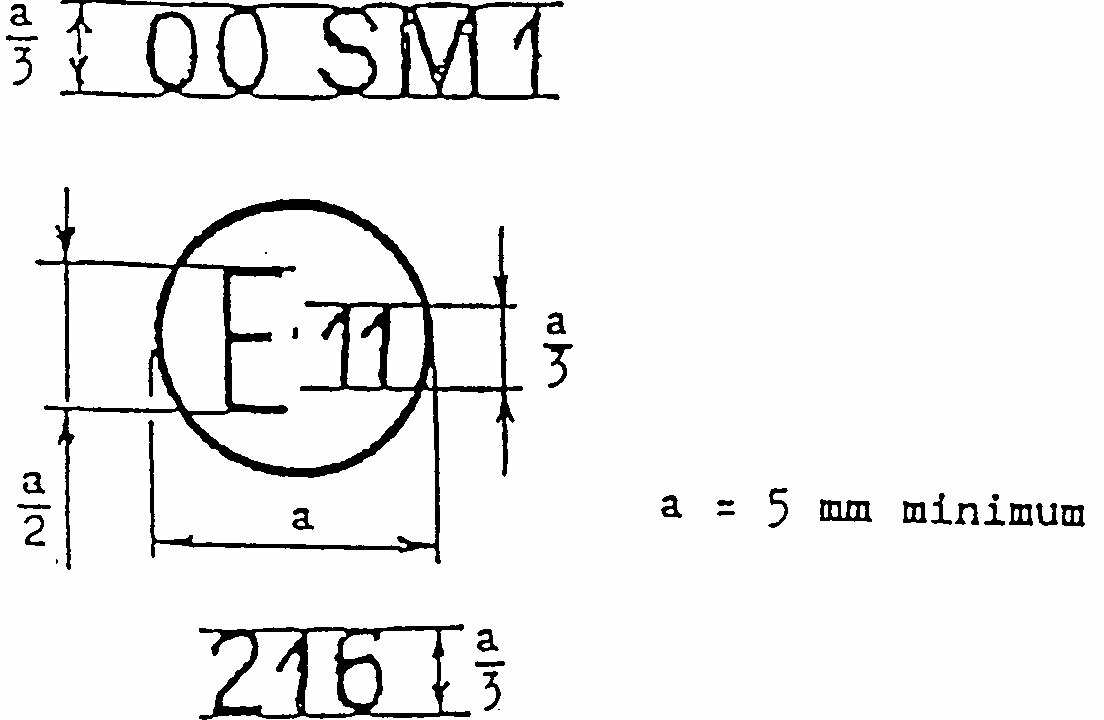 a/3
00 SM1
E 11
a/3
a/2
a
a = 5 mm minimum
216
a/3